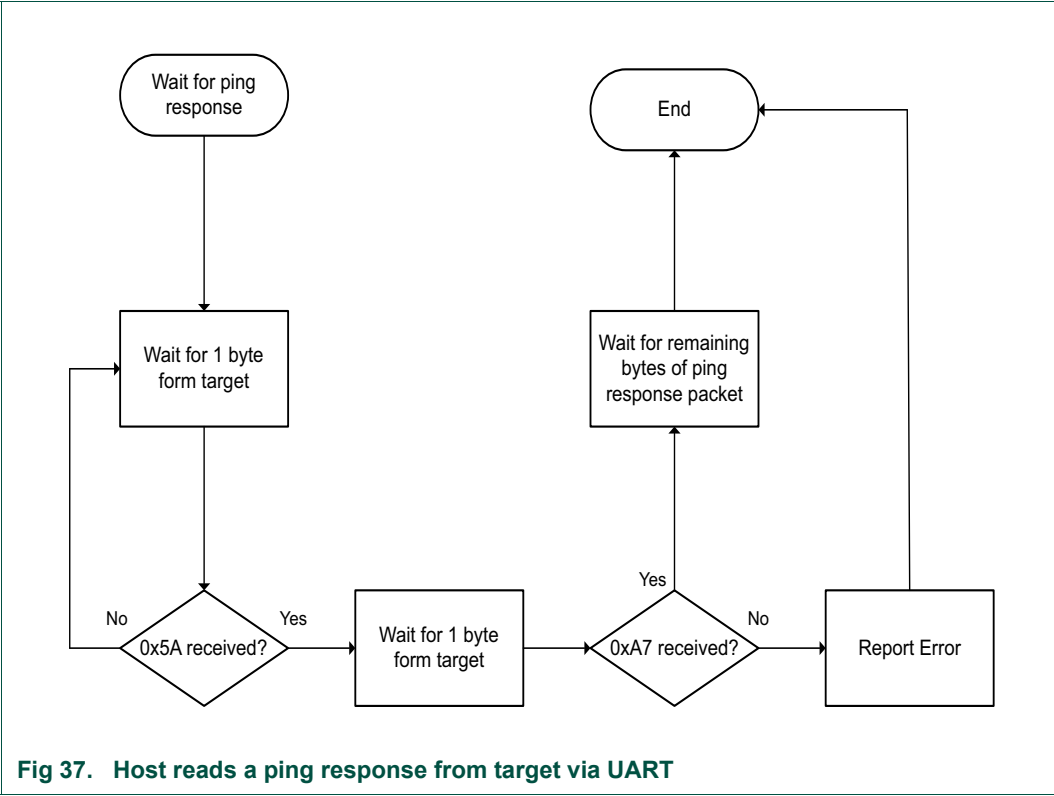 Wait for ping
response
End
Wait for 1 byte
form target
Wait for remaining
bytes of ping
response packet
No
0x5A received?
Yes
Wait for 1 byte
form target
Yes
0xA7 received?
No
Report Error
Fig 37. Host reads a ping response from target via UART